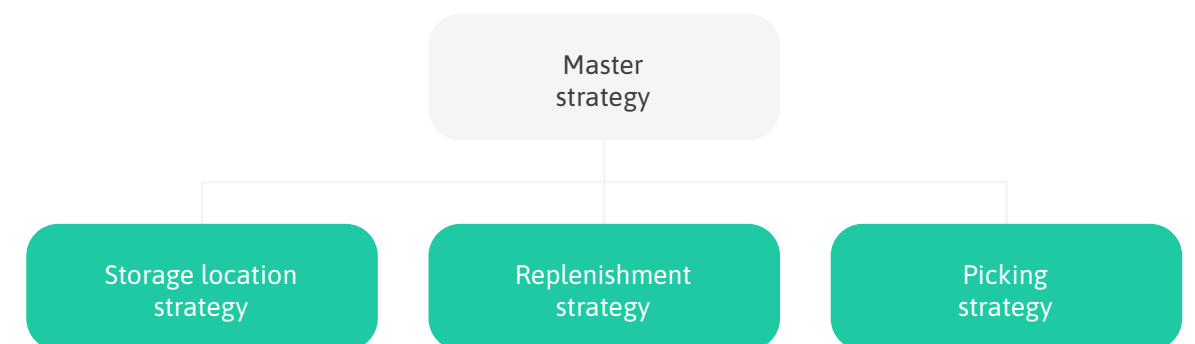 Master
strategy
Storage location
strategy
Replenishment
strategy
Picking
strategy